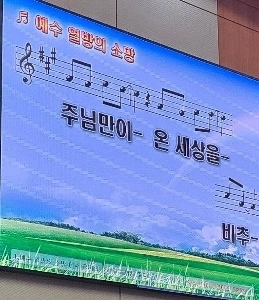 ♬ 예수 열방의 소망
주님만이- 온 세상을-
비추-